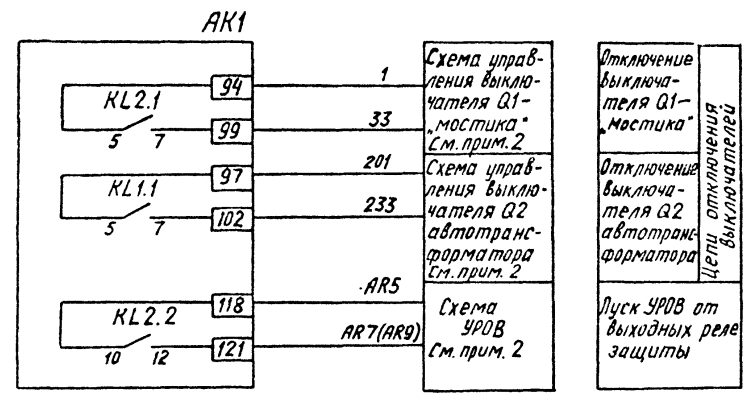 АК1
94
1
KL2.1
5 7
99
33
97
201
KL1.1
5 7
102
233
118
AR5
KL2.2
10 12
121
AR7(AR9)
Схема управ-
ления выклю-
чателя Q1-
„мостика"
См. прим. 2
Схема управ-
ления выклю-
чателя Q2
автотранс-
форматора
См. прим. 2
Схема
УРОВ
См. прим. 2
Отключение
выключа-
теля Q1-
„мостика"
Отключение
выключа-
теля Q2
автотранс-
форматора
Цепи отключения
выключателей
Пуск УРОВ от
выходных реле
защиты